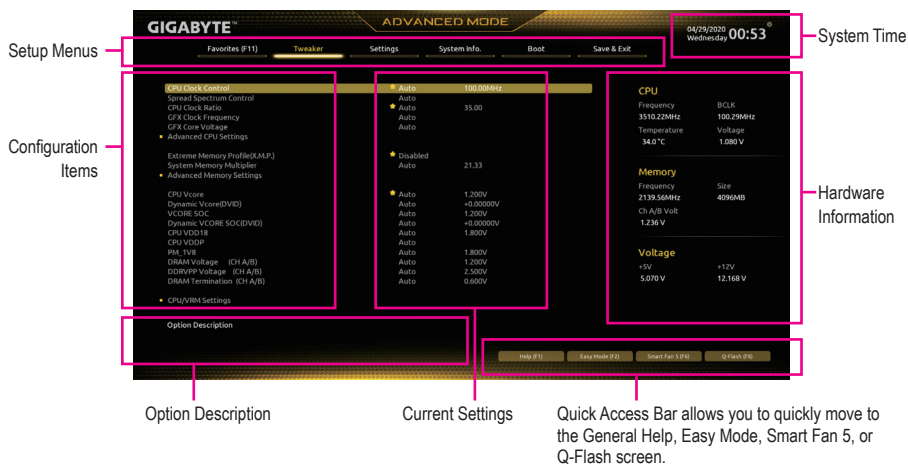 GIGABYTE™
ADVANCED MODE
04/29/2020
Wednesday 00:53
Setup Menus
System Time
Favorites (F11) Tweaker Settings System Info. Boot Save & Exit
Configuration
Items
CPU Clock Control Auto 100.00MHz
Spread Spectrum Control Auto
CPU Clock Ratio Auto 35.00
GFX Clock Frequency Auto
GFX Core Voltage Auto
Advanced CPU Settings
Extreme Memory Profile(X.M.P.) Disabled
System Memory Multiplier Auto 21.33
Advanced Memory Settings
CPU Vcore Auto 1.200V
Dynamic Vcore(DVID) Auto +0.00000V
VCORE SOC Auto 1.200V
Dynamic VCORE SOC(DVID) Auto +0.00000V
CPU VDD18 Auto 1.800V
CPU VDDP Auto
PM_1V8 Auto 1.800V
DRAM Voltage (CH A/B) Auto 1.200V
DDRVPP Voltage (CH A/B) Auto 2.500V
DRAM Termination (CH A/B) Auto 0.600V
CPU/VRM Settings
CPU
Frequency BCLK
3510.22MHz 100.29MHz
Temperature Voltage
34.0 °C 1.080 V
Memory
Frequency Size
2139.56MHz 4096MB
Ch A/B Volt
1.236 V
Voltage
+5V +12V
5.070 V 12.168 V
Hardware
Information
Option Description
Help (F1) Easy Mode (F2) Smart Fan 5 (F6) Q-Flash (F8)
Option Description
Current Settings
Quick Access Bar allows you to quickly move to
the General Help, Easy Mode, Smart Fan 5, or
Q-Flash screen.